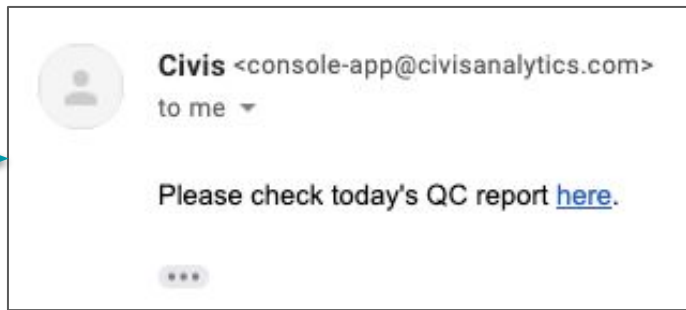 Civis <console-app@civisanalytics.com>
to me
Please check today's QC report here.